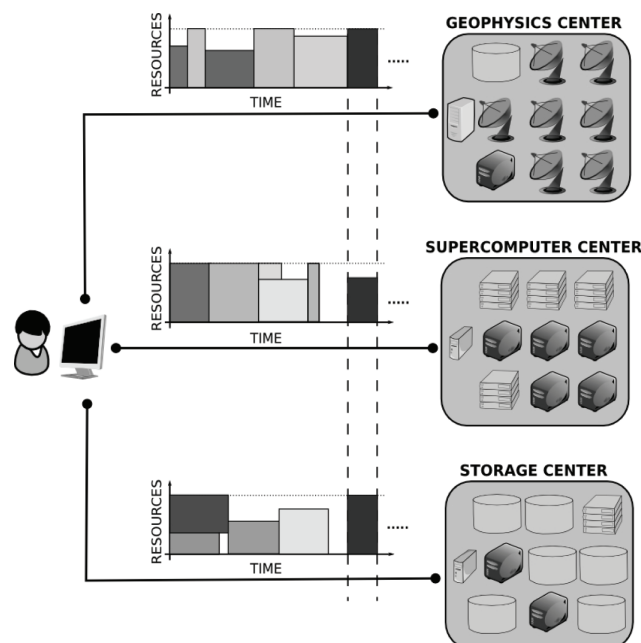 GEOPHYSICS CENTER
RESOURCES
.....
TIME
SUPERCOMPUTER CENTER
RESOURCES
.....
TIME
STORAGE CENTER
RESOURCES
.....
TIME